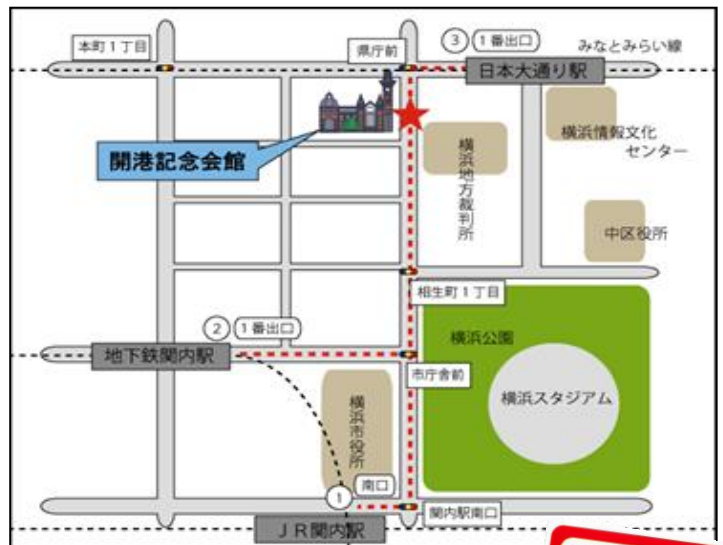 本町1丁目
県庁前
③
1番出口
みなとみらい線
日本大通り駅
開港記念会館
横浜地方裁判所
横浜情報文化
センター
中区役所
相生町1丁目
②
1番出口
地下鉄関内駅
市庁舎前
横浜公園
横浜スタジアム
横浜市役所
①
南口
関内駅南口
JR関内駅